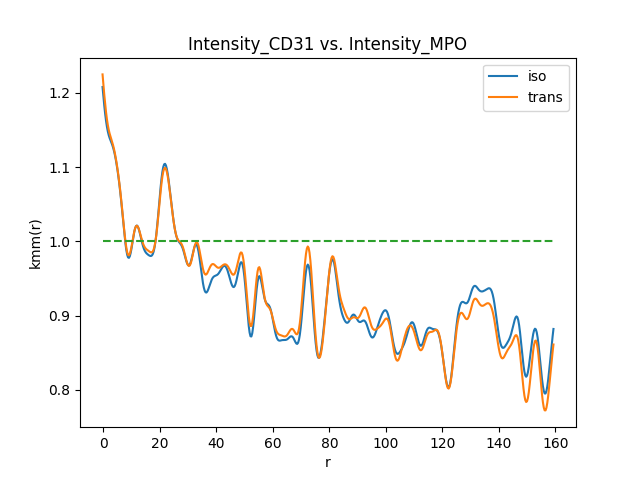 Intensity_CD31 vs. Intensity_MPO
iso
trans
kmm(r)
1.2
1.1
1.0
0.9
0.8
0 20 40 60 80 100 120 140 160
r